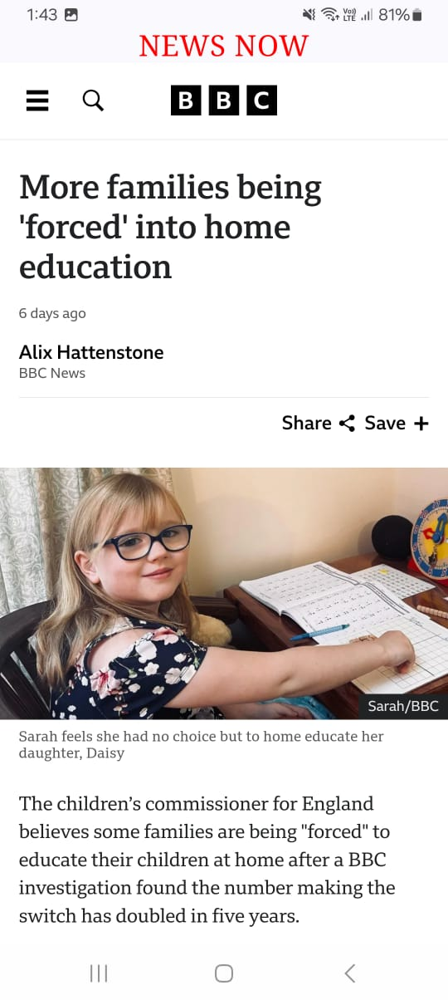 1:43 Vo)) LTE 81%
NEWS NOW
BBC
More families being
'forced' into home
education
6 days ago
Alix Hattenstone
BBC News
Share Save +
Sarah/BBC
Sarah feels she had no choice but to home educate her
daughter, Daisy
The children’s commissioner for England
believes some families are being "forced" to
educate their children at home after a BBC
investigation found the number making the
switch has doubled in five years.